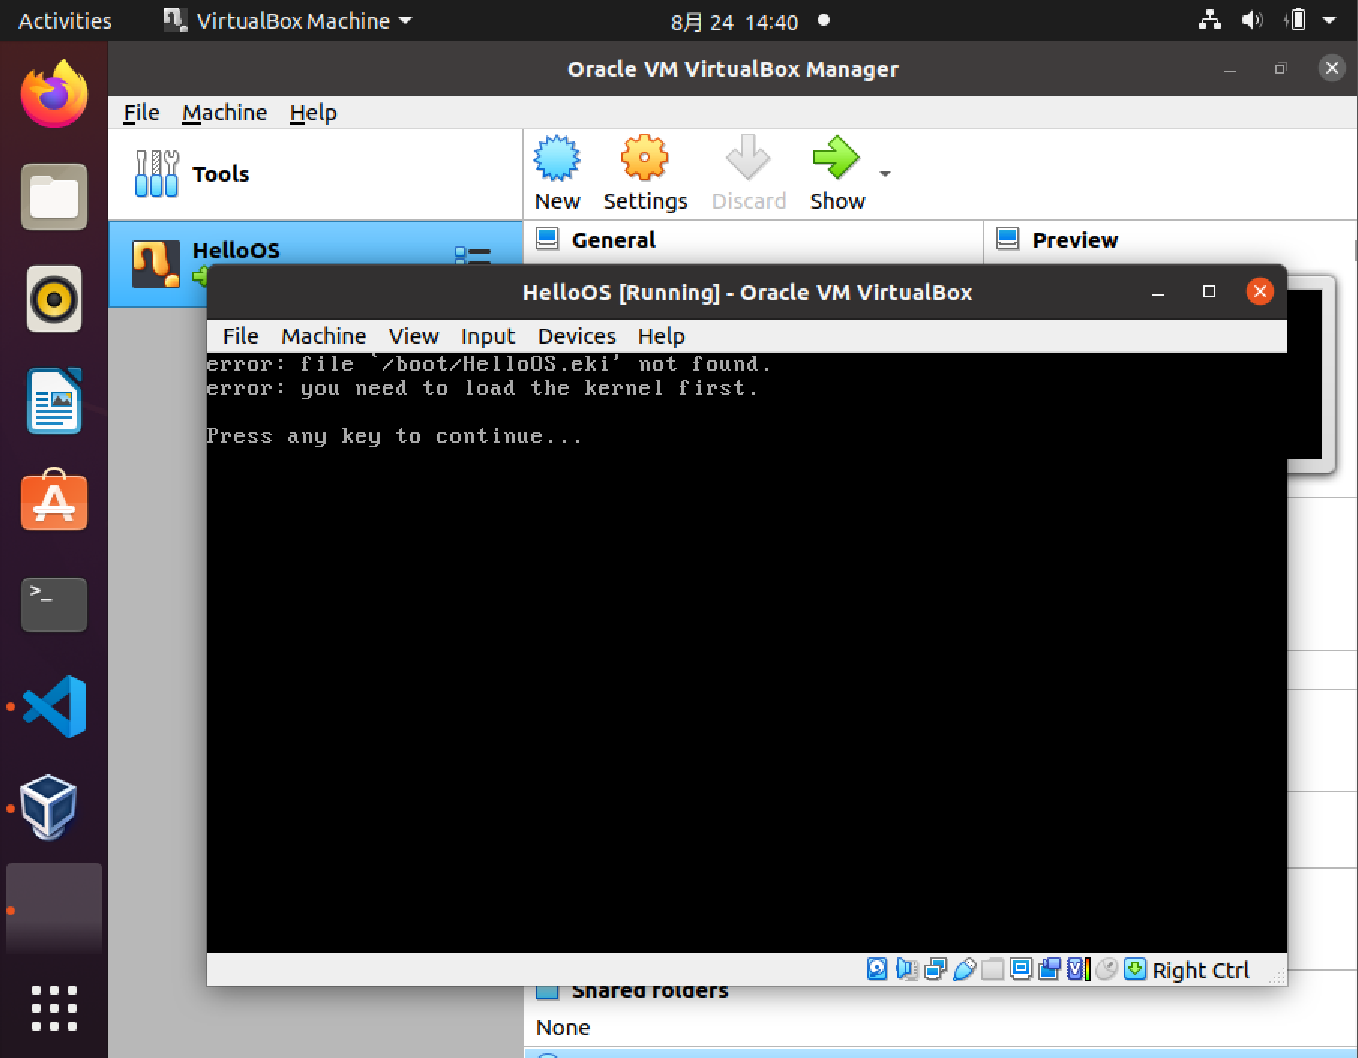 Activities
VirtualBox Machine
8月 24 14:40
Oracle VM VirtualBox Manager
File Machine Help
Tools
New Settings Discard Show
HelloOS
General
Preview
HelloOS [Running] - Oracle VM VirtualBox
File Machine View Input Devices Help
error: file `/boot/HelloOS.eki' not found.
error: you need to load the kernel first.
Press any key to continue...
Right Ctrl
Shared folders
None